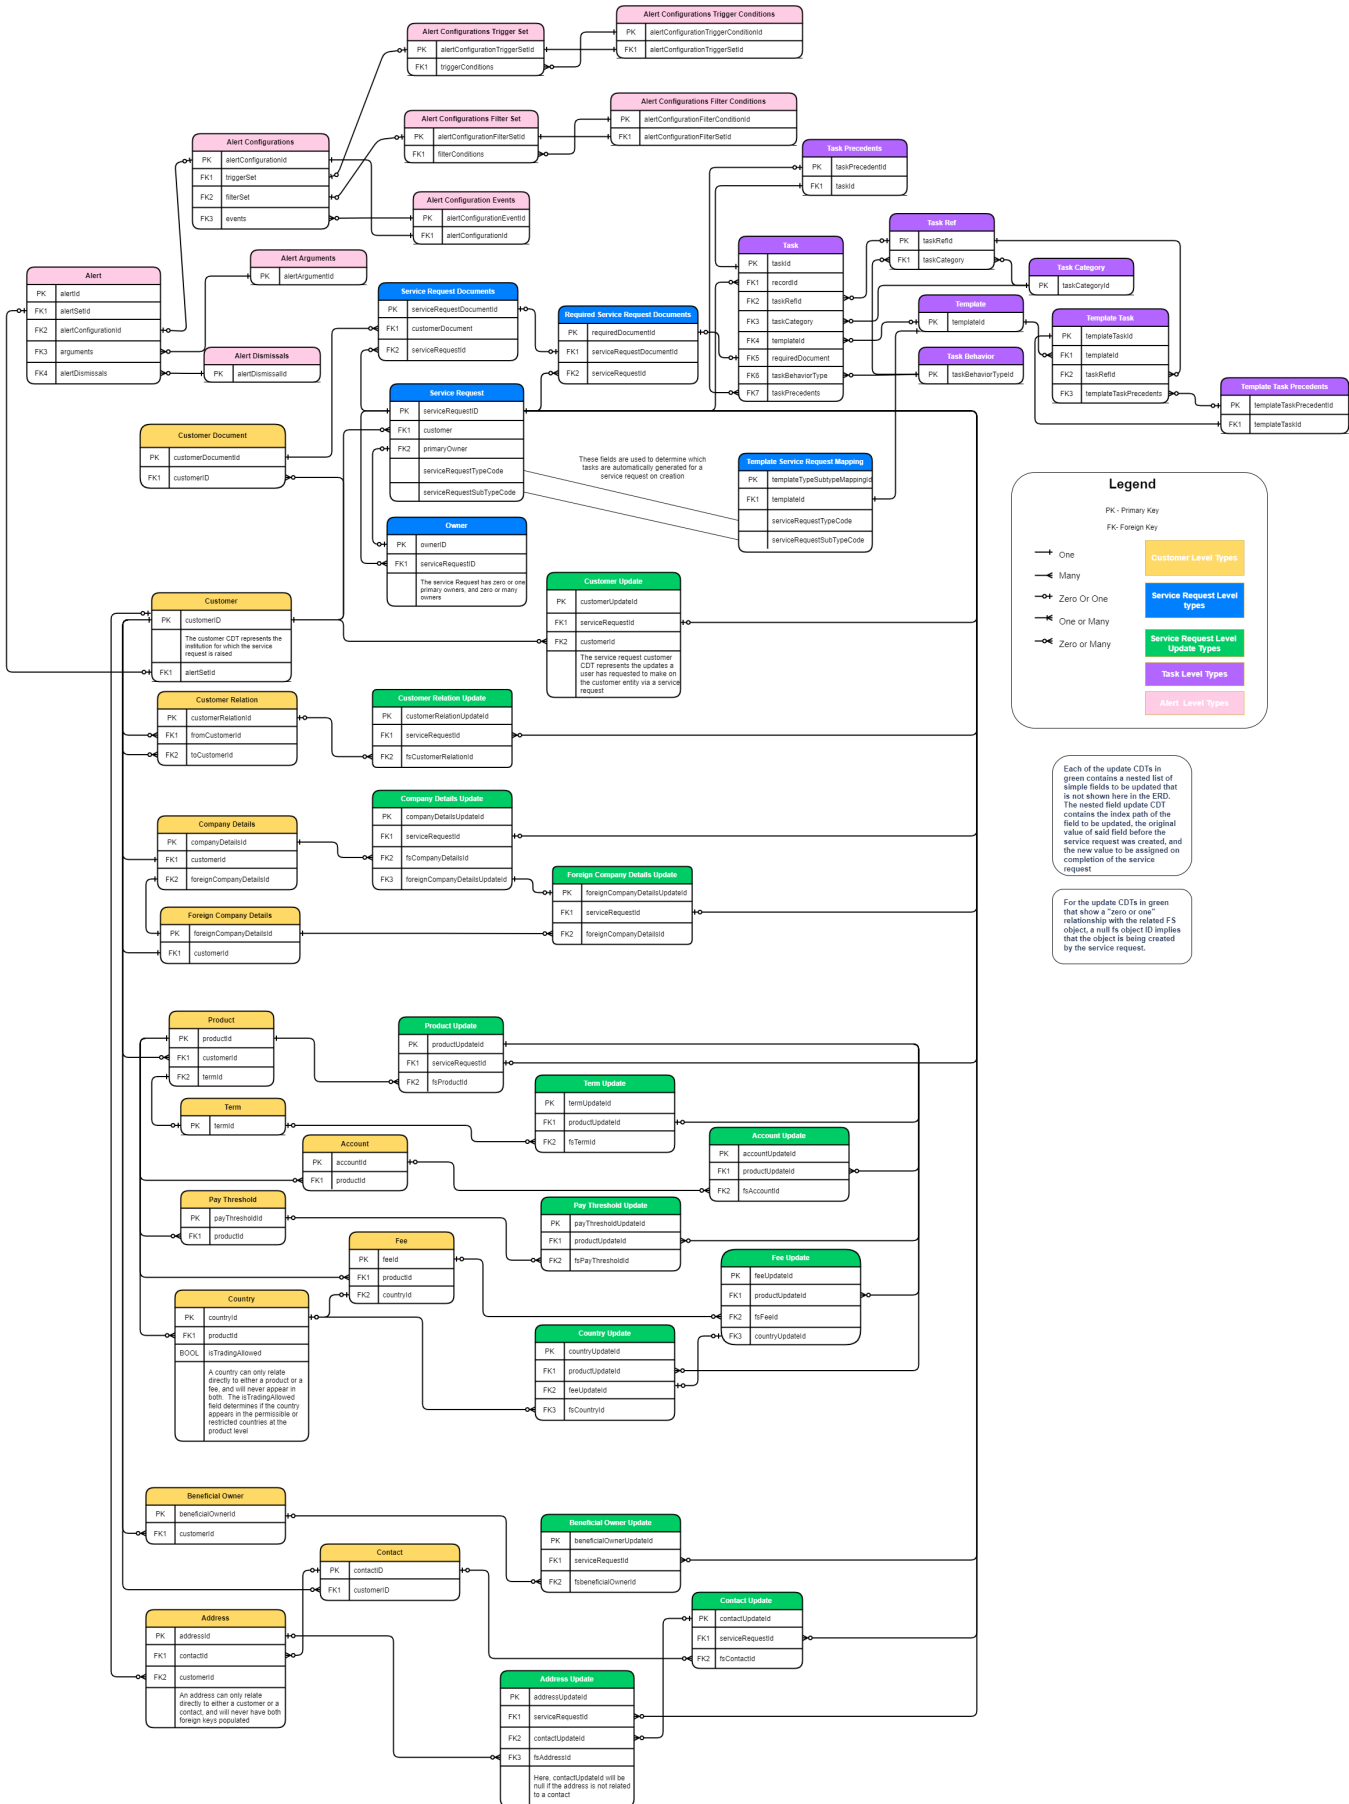 Alert Configurations Trigger Conditions
PK alertConfigurationTriggerConditionId
FK1 alertConfigurationTriggerSetId
Alert Configurations Trigger Set
PK alertConfigurationTriggerSetId
FK1 triggerConditions
Alert Configurations Filter Conditions
PK alertConfigurationFilterConditionId
FK1 alertConfigurationFilterSetId
Alert Configurations Filter Set
PK alertConfigurationFilterSetId
FK1 filterConditions
Alert Configurations
PK alertConfigurationId
FK1 triggerSet
FK2 filterSet
FK3 events
Alert Configuration Events
PK alertConfigurationEventId
FK1 alertConfigurationId
Task Precedents
PK taskPrecedentId
FK1 taskId
Alert Arguments
PK alertArgumentId
Alert
PK alertId
FK1 alertSetId
FK2 alertConfigurationId
FK3 arguments
FK4 alertDismissals
Alert Dismissals
PK alertDismissalId
Task
PK taskId
FK1 recordId
FK2 taskRefId
FK3 taskCategory
FK4 templateId
FK5 requiredDocument
FK6 taskBehaviorType
FK7 taskPrecedents
Task Ref
PK taskRefId
FK1 taskCategory
Task Category
PK taskCategoryId
Template
PK templateId
Task Behavior
PK taskBehaviorTypeId
Template Task
PK templateTaskId
FK1 templateId
FK2 taskRefId
FK3 templateTaskPrecedents
Template Task Precedents
PK templateTaskPrecedentId
FK1 templateTaskId
Service Request Documents
PK serviceRequestDocumentId
FK1 customerDocument
FK2 serviceRequestId
Required Service Request Documents
PK requiredDocumentId
FK1 serviceRequestDocumentId
FK2 serviceRequestId
Service Request
PK serviceRequestID
FK1 customer
FK2 primaryOwner
serviceRequestTypeCode
serviceRequestSubTypeCode
These fields are used to determine which
tasks are automatically generated for a
service request on creation
Template Service Request Mapping
PK templateTypeSubtypeMappingId
FK1 templateId
serviceRequestTypeCode
serviceRequestSubTypeCode
Customer Document
PK customerDocumentId
FK1 customerID
Owner
PK ownerID
FK1 serviceRequestID
The service Request has zero or one
primary owners, and zero or many
owners
Legend
PK - Primary Key
FK- Foreign Key
One
Many
Zero Or One
One or Many
Zero or Many
Customer Level Types
Service Request Level
types
Service Request Level
Update Types
Task Level Types
Alert Level Types
Customer
PK customerID
The customer CDT represents the
institution for which the service
request is raised
FK1 alertSetId
Customer Update
PK customerUpdateId
FK1 serviceRequestId
FK2 customerId
The service request customer
CDT represents the updates a
user has requested to make on
the customer entity via a service
request
Customer Relation
PK customerRelationId
FK1 fromCustomerId
FK2 toCustomerId
Customer Relation Update
PK customerRelationUpdateId
FK1 serviceRequestId
FK2 fsCustomerRelationId
Each of the update CDTs in
green contains a nested list of
simple fields to be updated that
is not shown here in the ERD.
The nested field update CDT
contains the index path of the
field to be updated, the original
value of said field before the
service request was created, and
the new value to be assigned on
completion of the service
request
For the update CDTs in green
that show a "zero or one"
relationship with the related FS
object, a null fs object ID implies
that the object is being created
by the service request.
Company Details
PK companyDetailsId
FK1 customerId
FK2 foreignCompanyDetailsId
Company Details Update
PK companyDetailsUpdateId
FK1 serviceRequestId
FK2 fsCompanyDetailsId
FK3 foreignCompanyDetailsUpdateId
Foreign Company Details Update
PK foreignCompanyDetailsUpdateId
FK1 serviceRequestId
FK2 foreignCompanyDetailsId
Foreign Company Details
PK foreignCompanyDetailsId
FK1 customerId
Product
PK productId
FK1 customerId
FK2 termId
Product Update
PK productUpdateId
FK1 serviceRequestId
FK2 fsProductId
Term
PK termId
Term Update
PK termUpdateId
FK1 productUpdateId
FK2 fsTermId
Account
PK accountId
FK1 productId
Account Update
PK accountUpdateId
FK1 productUpdateId
FK2 fsAccountId
Pay Threshold
PK payThresholdId
FK1 productId
Pay Threshold Update
PK payThresholdUpdateId
FK1 productUpdateId
FK2 fsPayThresholdId
Fee
PK feeId
FK1 productId
FK2 countryId
Fee Update
PK feeUpdateId
FK1 productUpdateId
FK2 fsFeeId
FK3 countryUpdateId
Country
PK countryId
FK1 productId
BOOL isTradingAllowed
A country can only relate
directly to either a product or a
fee, and will never appear in
both. The isTradingAllowed
field determines if the country
appears in the permissible or
restricted countries at the
product level
Country Update
PK countryUpdateId
FK1 productUpdateId
FK2 feeUpdateId
FK3 fsCountryId
Beneficial Owner
PK beneficialOwnerId
FK1 customerId
Beneficial Owner Update
PK beneficialOwnerUpdateId
FK1 serviceRequestId
FK2 fsbeneficialOwnerId
Contact
PK contactID
FK1 customerID
Contact Update
PK contactUpdateId
FK1 serviceRequestId
FK2 fsContactId
Address
PK addressId
FK1 contactId
FK2 customerId
An address can only relate
directly to either a customer or a
contact, and will never have both
foreign keys populated
Address Update
PK addressUpdateId
FK1 serviceRequestId
FK2 contactUpdateId
FK3 fsAddressId
Here, contactUpdateId will be
null if the address is not related
to a contact